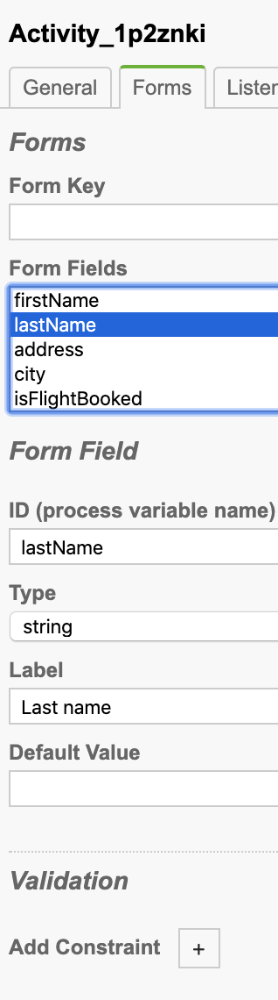 Activity_1p2znki
General Forms Listen
Forms
Form Key
Form Fields
firstName
lastName
address
city
isFlightBooked
Form Field
ID (process variable name)
lastName
Type
string
Label
Last name
Default Value
Validation
Add Constraint +